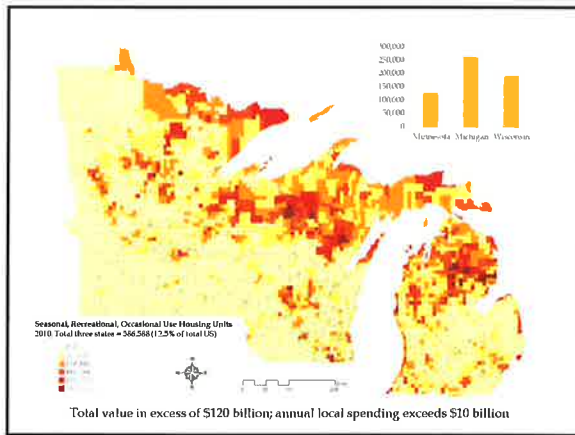 300,000
250,000
200,000
150,000
100,000
50,000
0
Minnesota Michigan Wisconsin
Seasonal, Recreational, Occasional Use Housing Units
2010. Total three states = 586,588 (12.5% of total US)
Total value in excess of $120 billion; annual local spending exceeds $10 billion